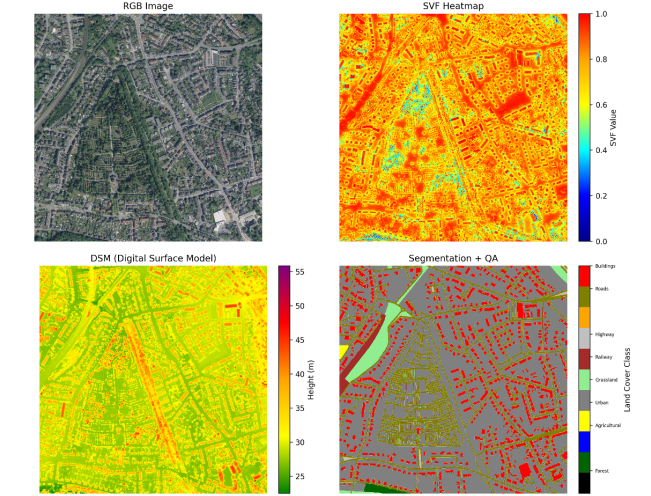 RGB Image
SVF Heatmap
1.0
0.8
0.6
0.4
0.2
0.0
SVF Value
DSM (Digital Surface Model)
55
50
45
40
35
30
25
Height (m)
Segmentation + QA
Buildings
Roads
Highway
Railway
Grassland
Urban
Agricultural
Forest
Land Cover Class